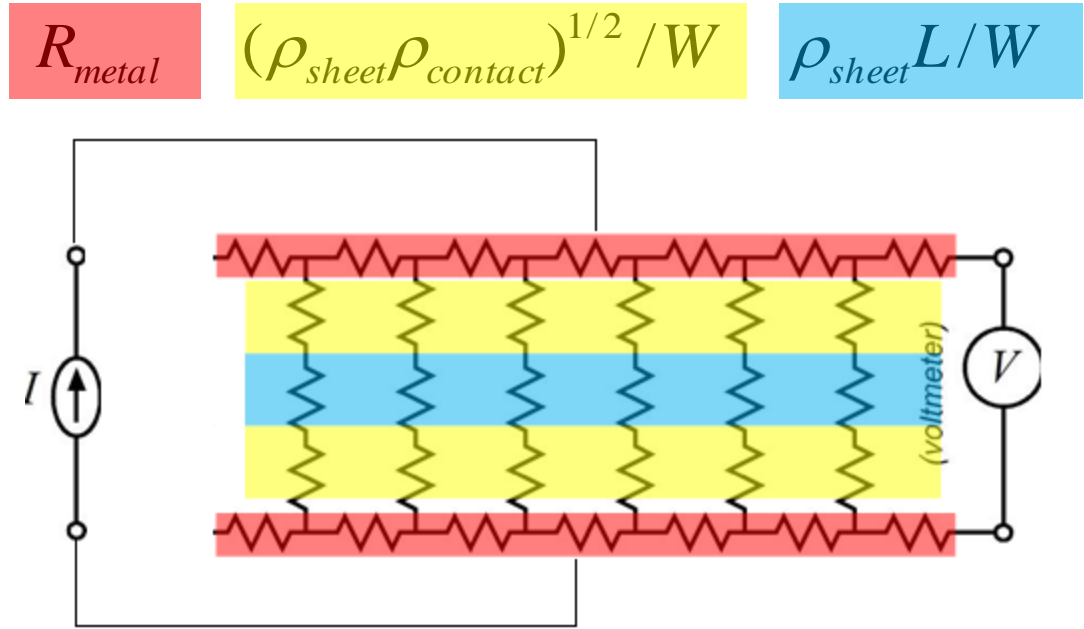 R_metal (ρ_sheet ρ_contact)^1/2 /W ρ_sheet L/W
I
V
(voltmeter)